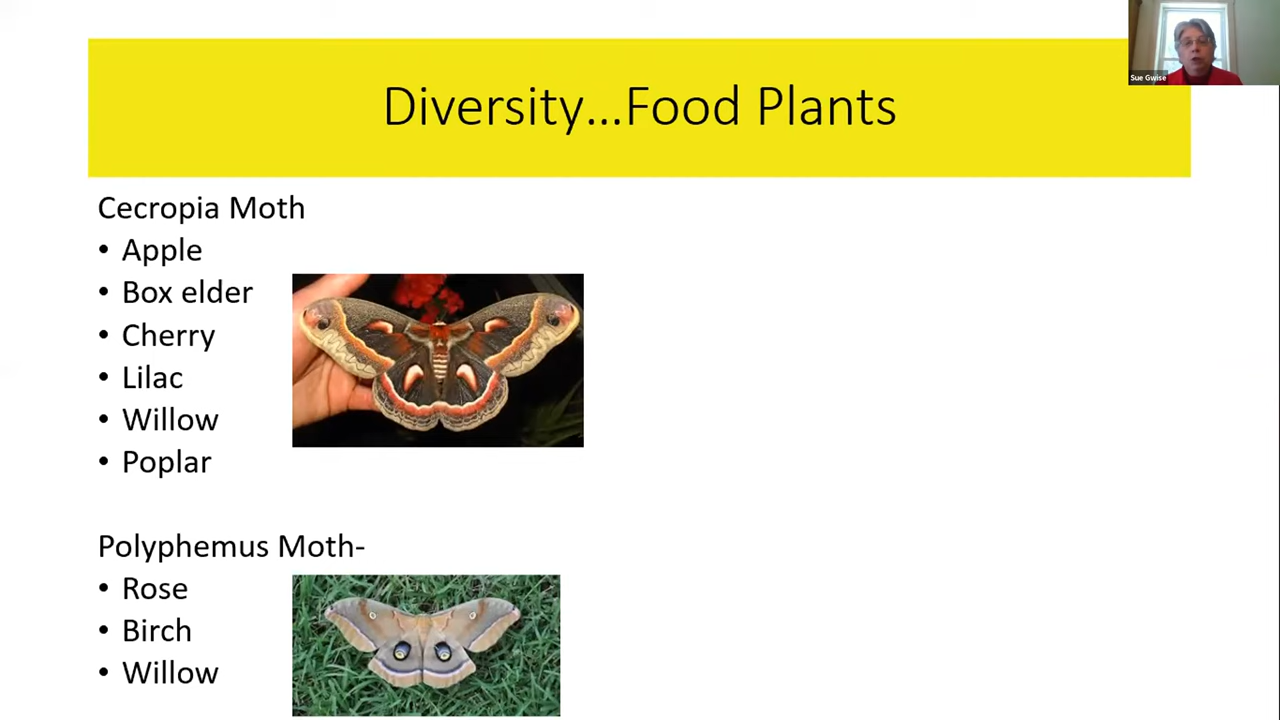 Diversity...Food Plants
Sue Gwise
Cecropia Moth
• Apple
• Box elder
• Cherry
• Lilac
• Willow
• Poplar
Polyphemus Moth-
• Rose
• Birch
• Willow